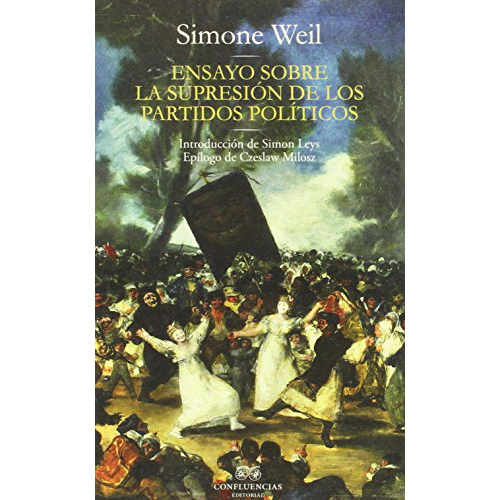 Simone Weil
ENSAYO SOBRE
LA SUPRESIÓN DE LOS
PARTIDOS POLÍTICOS
Introducción de Simon Leys
Epílogo de Czeslaw Milosz
CONFLUENCIAS
EDITORIAL